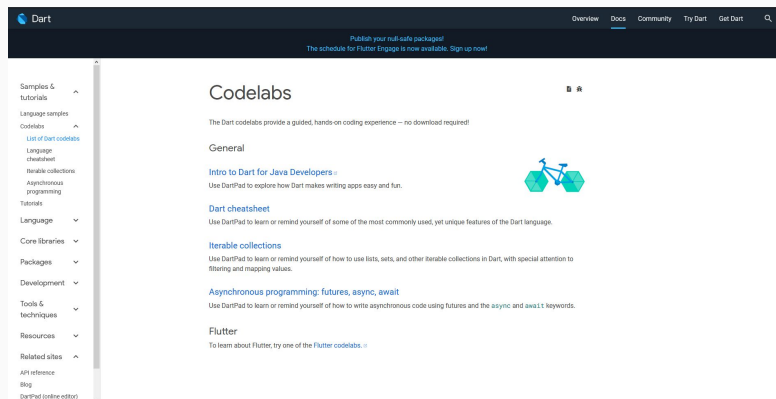 Dart
Overview Docs Community Try Dart Get Dart
Publish your null-safe packages!
The schedule for Flutter Engage is now available. Sign up now!
Samples &
tutorials
Language samples
Codelabs
List of Dart codelabs
Language
cheatsheet
Iterable collections
Asynchronous
programming
Tutorials
Language
Core libraries
Packages
Development
Tools &
techniques
Resources
Related sites
API reference
Blog
DartPad (online editor)
Codelabs
The Dart codelabs provide a guided, hands-on coding experience — no download required!
General
Intro to Dart for Java Developers
Use DartPad to explore how Dart makes writing apps easy and fun.
Dart cheatsheet
Use DartPad to learn or remind yourself of some of the most commonly used, yet unique features of the Dart language.
Iterable collections
Use DartPad to learn or remind yourself of how to use lists, sets, and other iterable collections in Dart, with special attention to
filtering and mapping values.
Asynchronous programming: futures, async, await
Use DartPad to learn or remind yourself of how to write asynchronous code using futures and the async and await keywords.
Flutter
To learn about Flutter, try one of the Flutter codelabs.